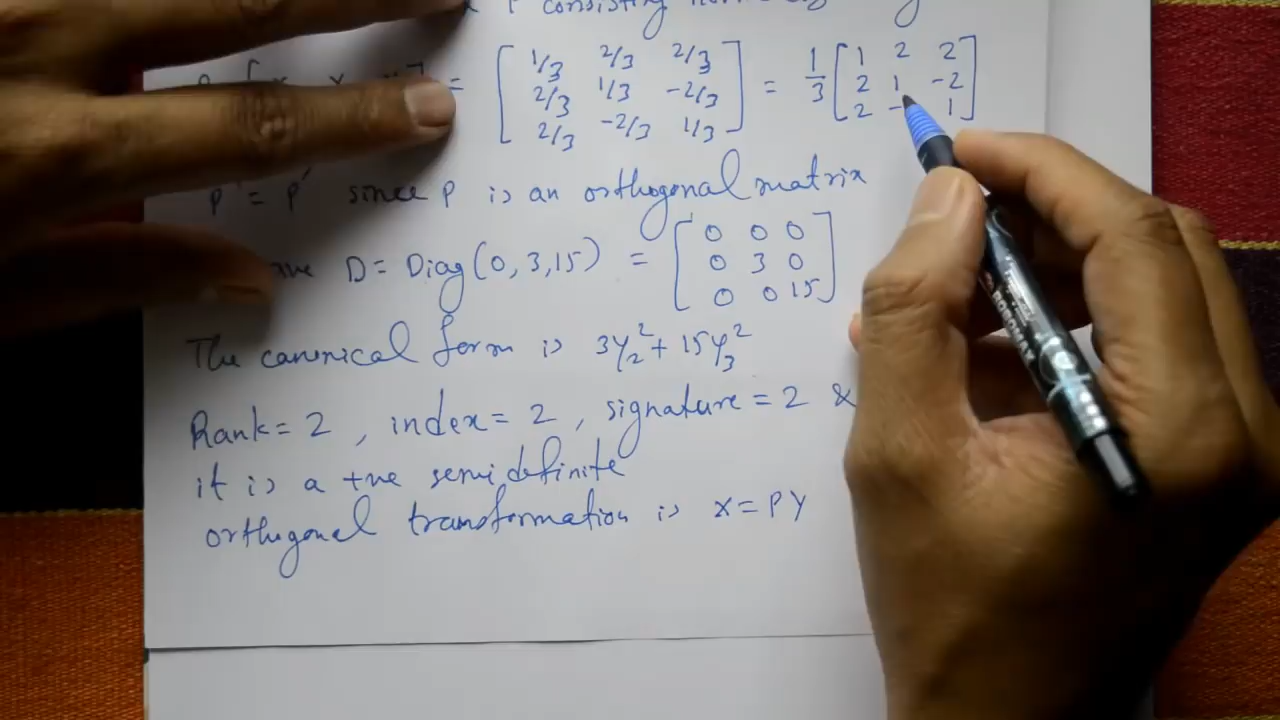 P consisting
= [ 1/3 2/3 2/3 ; 2/3 1/3 -2/3 ; 2/3 -2/3 1/3 ] = 1/3 [ 1 2 2 ; 2 1 -2 ; 2 - 1 ]
P = P' since P is an orthogonal matrix
D = Diag(0, 3, 15) = [ 0 0 0 ; 0 3 0 ; 0 0 15 ]
The canonical form is 3y₂² + 15y₃²
Rank = 2 , index = 2 , signature = 2 &
it is a +ve semi definite
orthogonal transformation is x = PY